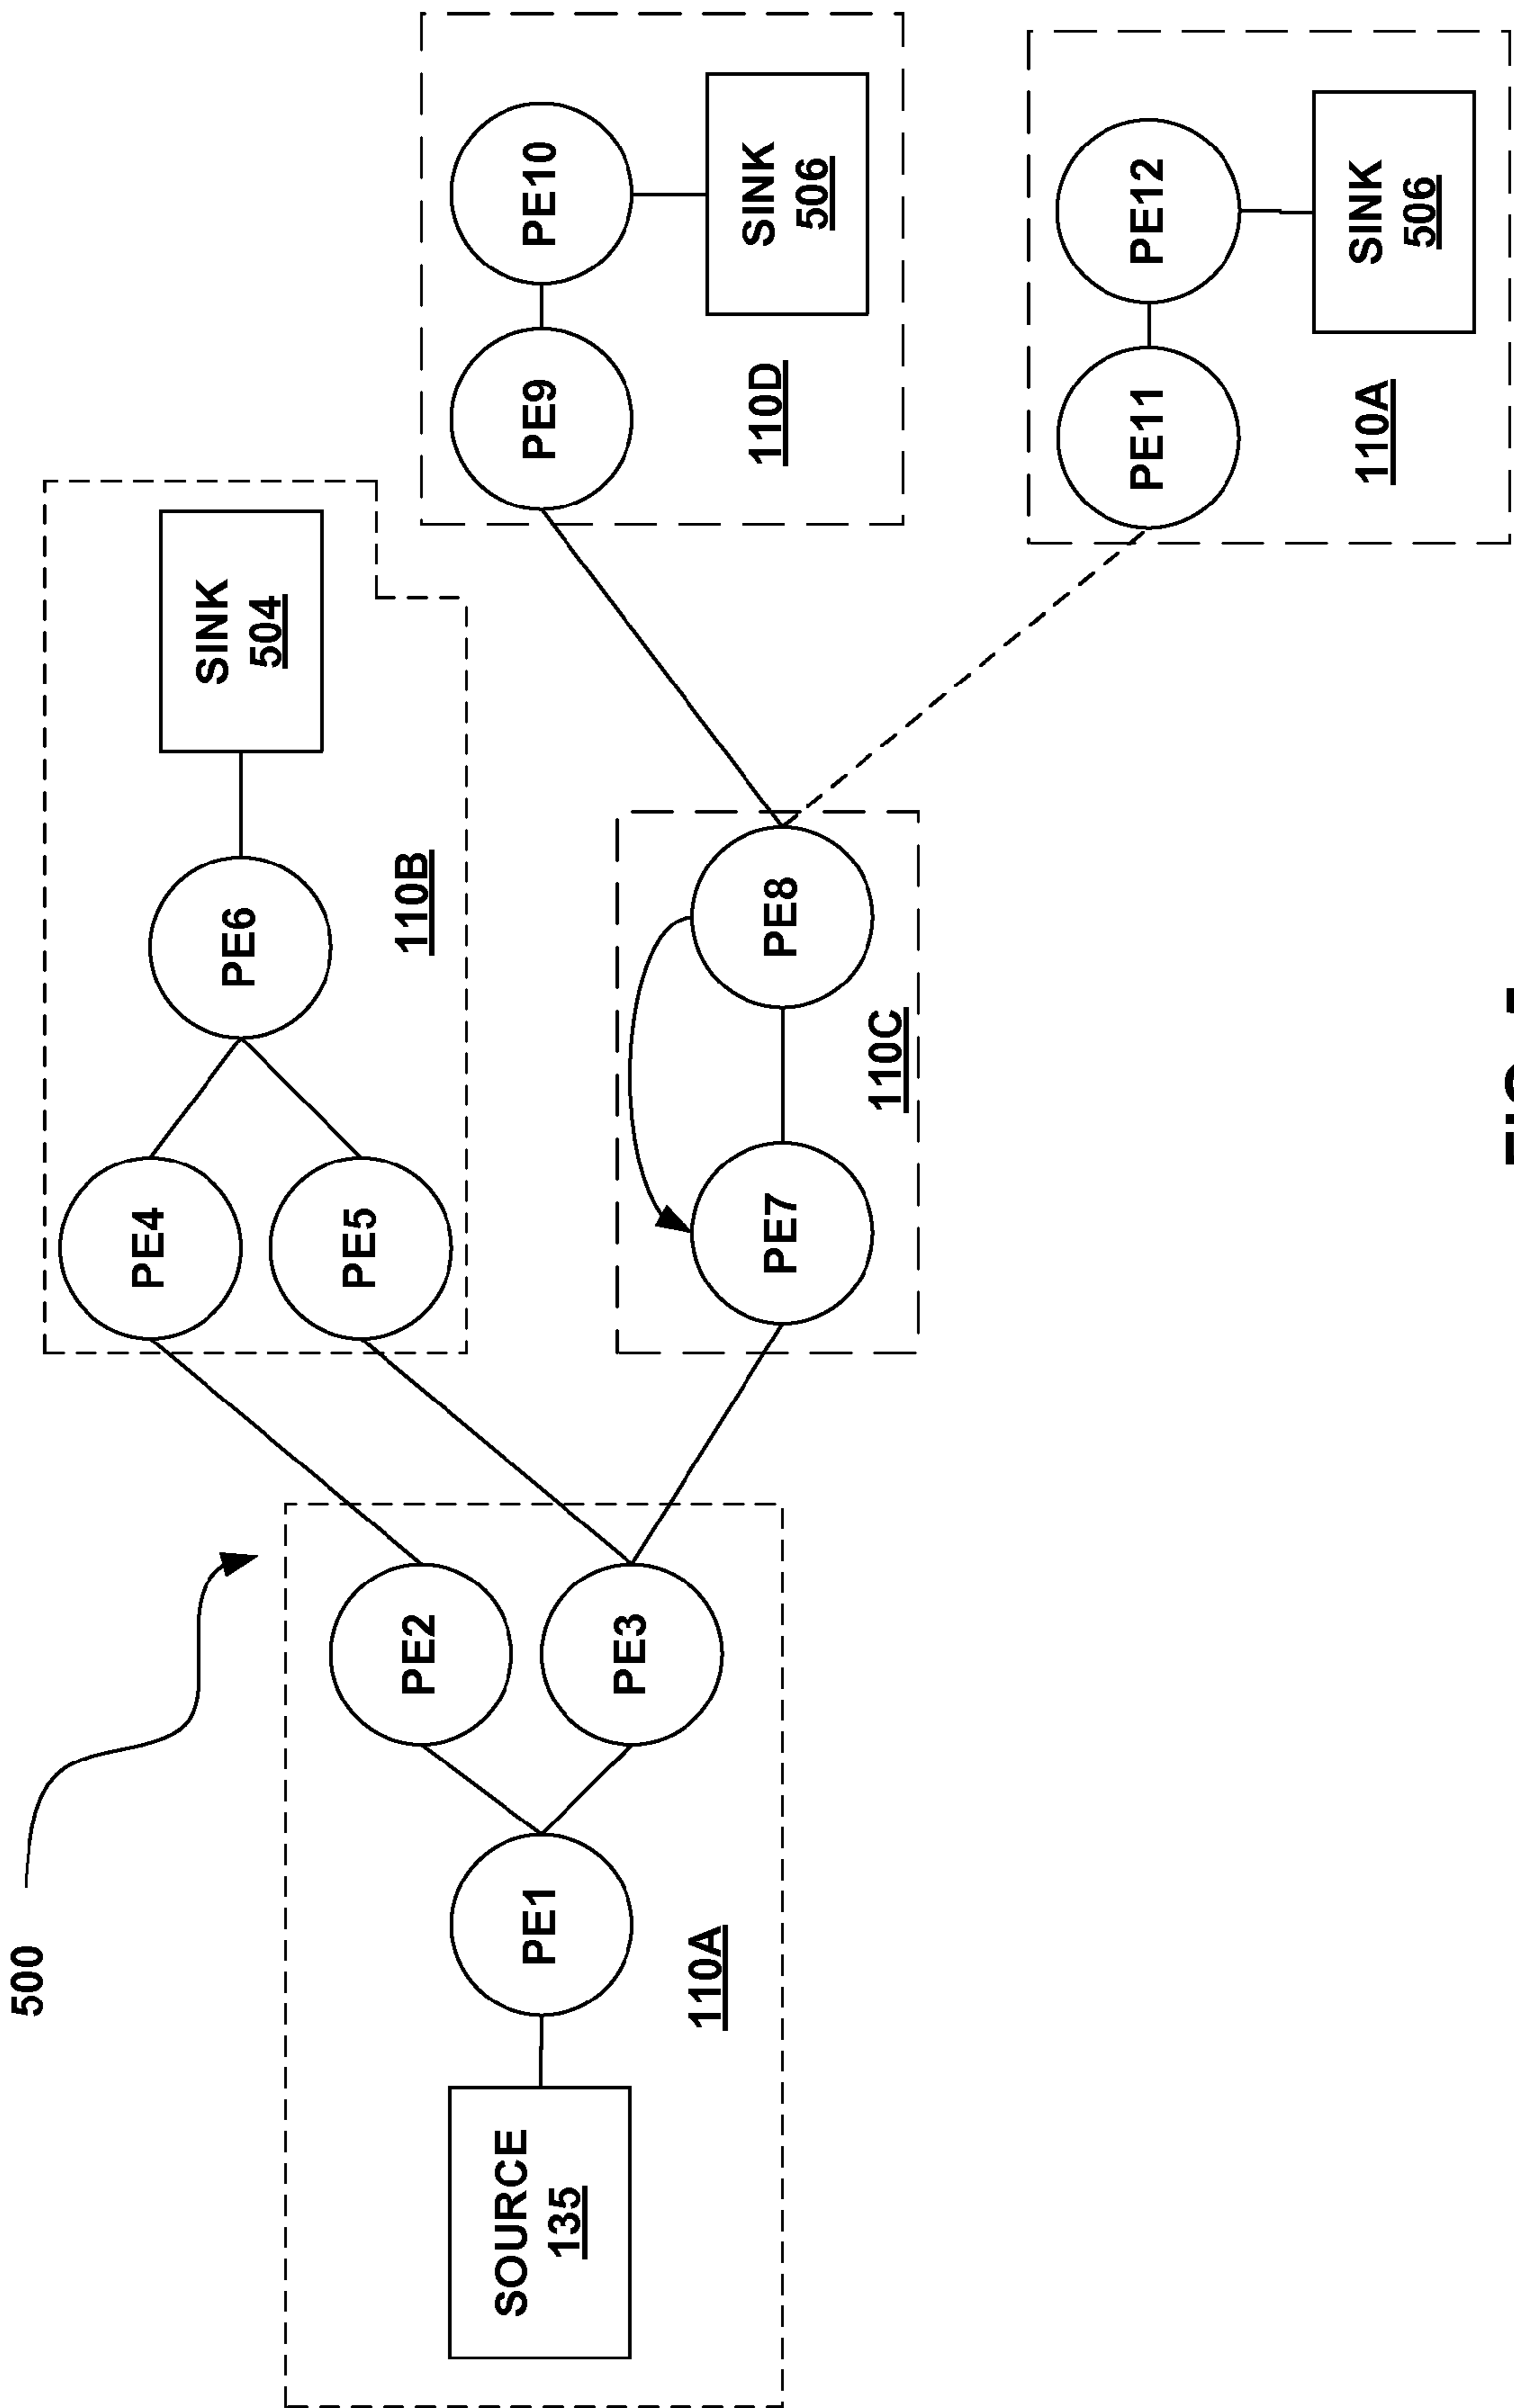 500
SOURCE
135
PE1
PE2
PE3
110A
PE4
PE5
PE6
SINK
504
110B
PE7
PE8
110C
PE9
PE10
SINK
506
110D
PE11
PE12
SINK
506
110A